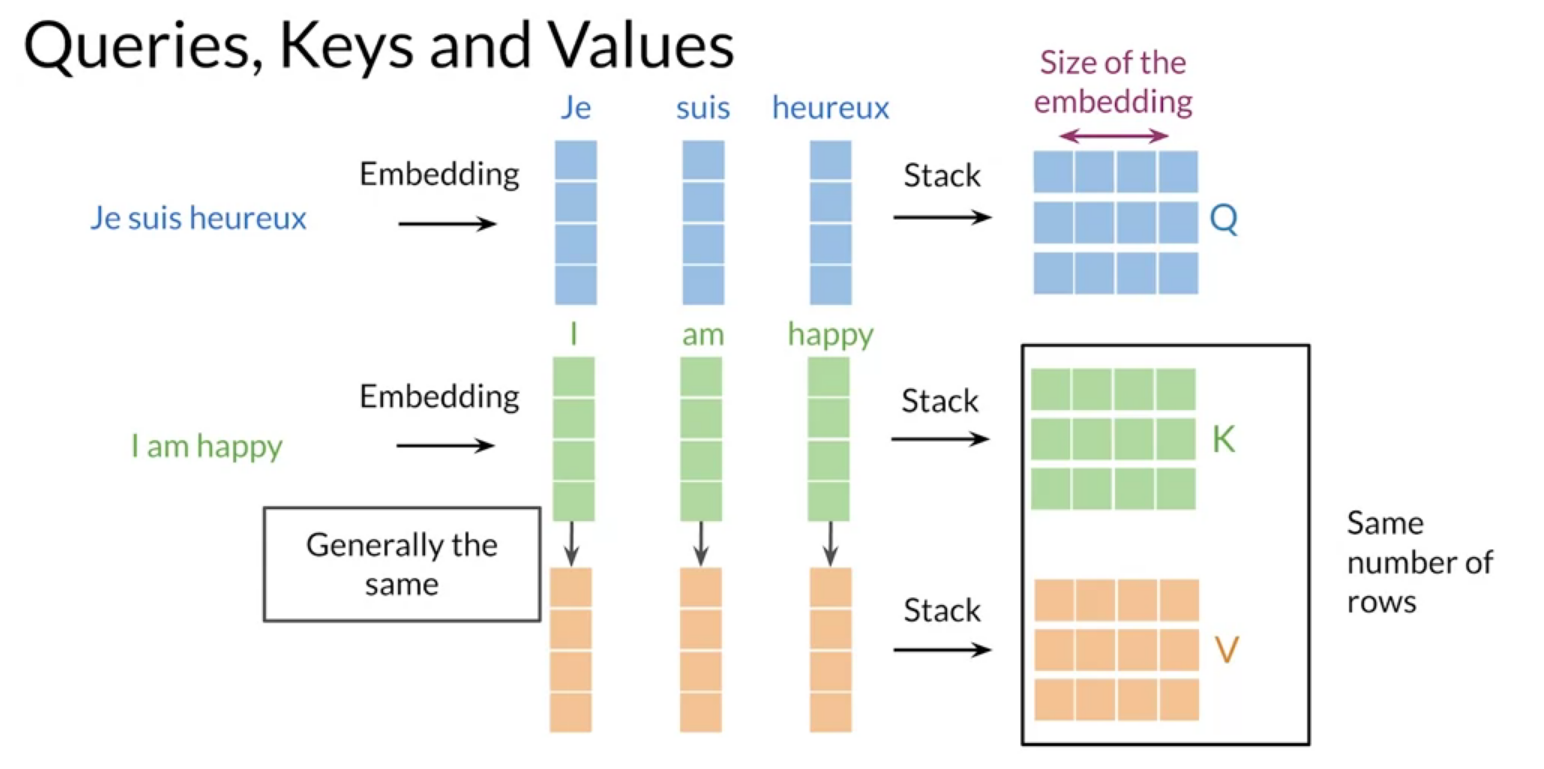 Queries, Keys and Values
Size of the
embedding
Je suis heureux
Embedding
Je suis heureux
Stack
Q
I am happy
Embedding
I am happy
Stack
K
Generally the
same
Stack
V
Same
number of
rows